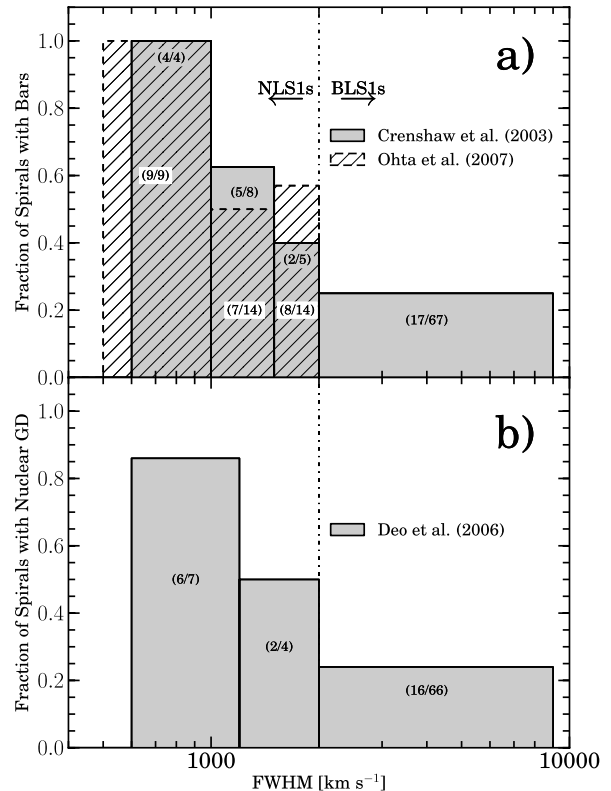 a)
1.0
0.8
0.6
0.4
0.2
0.0
Fraction of Spirals with Bars
(4/4)
(9/9)
(5/8)
(7/14)
(2/5)
(8/14)
(17/67)
NLS1s
BLS1s
Crenshaw et al. (2003)
Ohta et al. (2007)
b)
1.0
0.8
0.6
0.4
0.2
0.0
Fraction of Spirals with Nuclear GD
(6/7)
(2/4)
(16/66)
Deo et al. (2006)
1000
10000
FWHM [km s⁻¹]